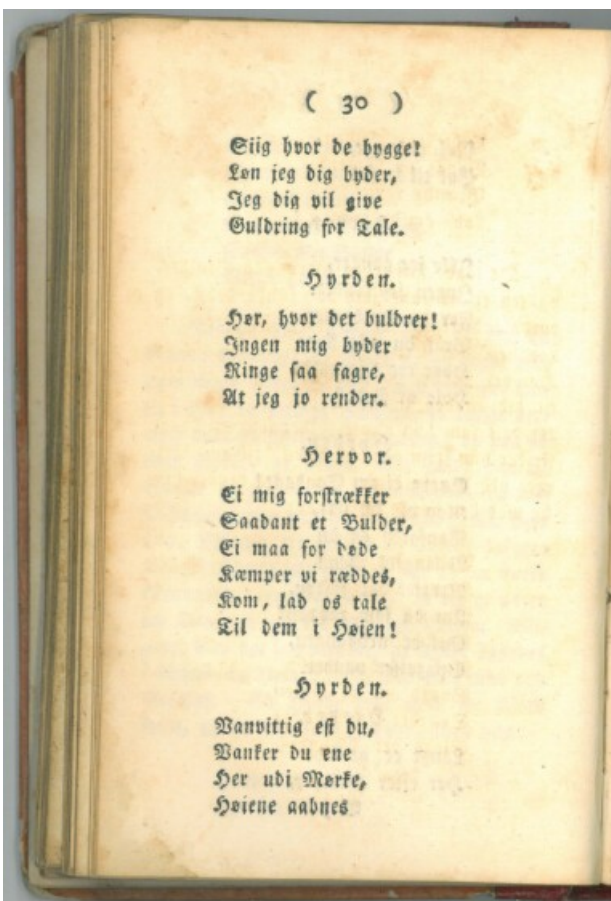 ( 30 )
Siig hvor de bygge!
Løn jeg dig byder,
Jeg dig vil give
Guldring for Tale.
Hyrden.
Hør, hvor det buldrer!
Ingen mig byder
Ringe saa fagre,
At jeg jo render.
Hervor.
Ei mig forstrækker
Saadant et Bulder,
Ei maa for døde
Kæmper vi ræddes,
Kom, lad os tale
Til dem i Høien!
Hyrden.
Vanvittig est du,
Vanker du ene
Her udi Mørke,
Høiene aabnes